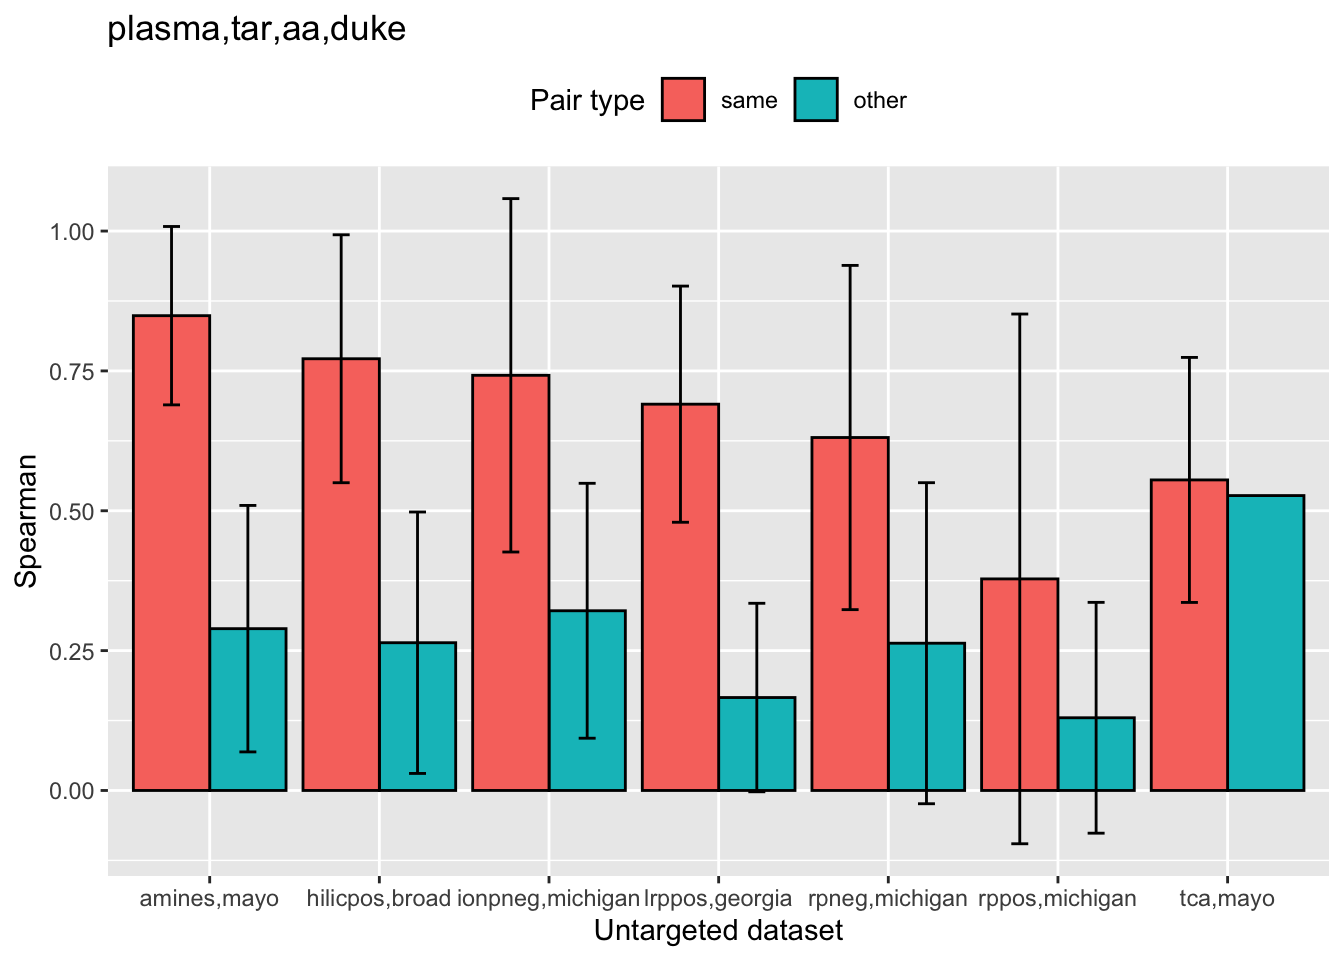 plasma,tar,aa,duke
Pair type same other
1.00
0.75
0.50
0.25
0.00
Spearman
amines,mayo hilicpos,broad ionpneg,michigan lrppos,georgia rpneg,michigan rppos,michigan tca,mayo
Untargeted dataset